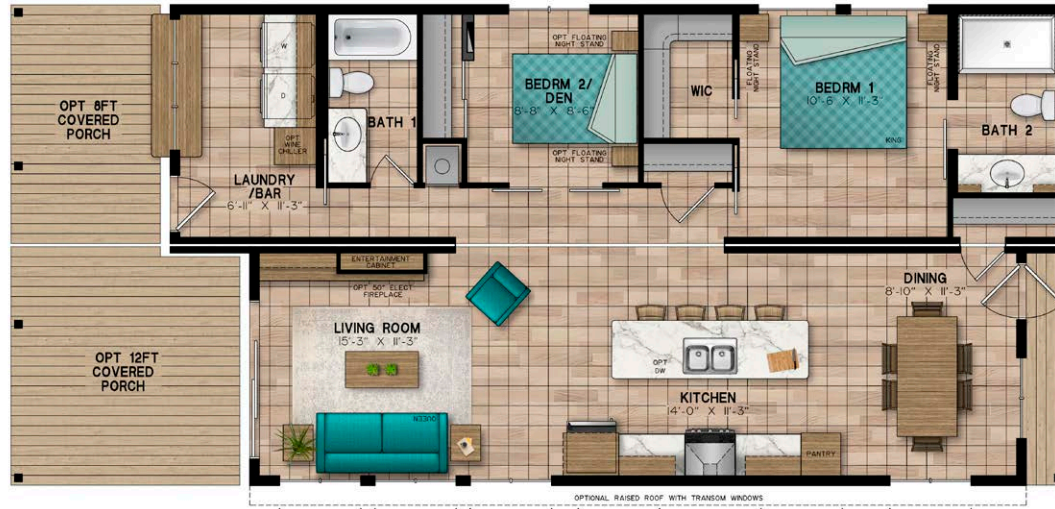 OPT 8FT
COVERED
PORCH
W
D
OPT
WINE
CHILLER
LAUNDRY
/BAR
6'-11" X 11'-3"
BATH 1
OPT FLOATING
NIGHT STAND
BEDRM 2/
DEN
8'-8" X 8'-6"
OPT FLOATING
NIGHT STAND
WIC
FLOATING
NIGHT STAND
BEDRM 1
10'-6 X 11'-3"
KING
FLOATING
NIGHT STAND
BATH 2
OPT 12FT
COVERED
PORCH
ENTERTAINMENT
CABINET
OPT 50" ELECT
FIREPLACE
LIVING ROOM
15'-3" X 11'-3"
QUEEN
OPT
DW
KITCHEN
14'-0" X 11'-3"
PANTRY
DINING
8'-10" X 11'-3"
OPTIONAL RAISED ROOF WITH TRANSOM WINDOWS